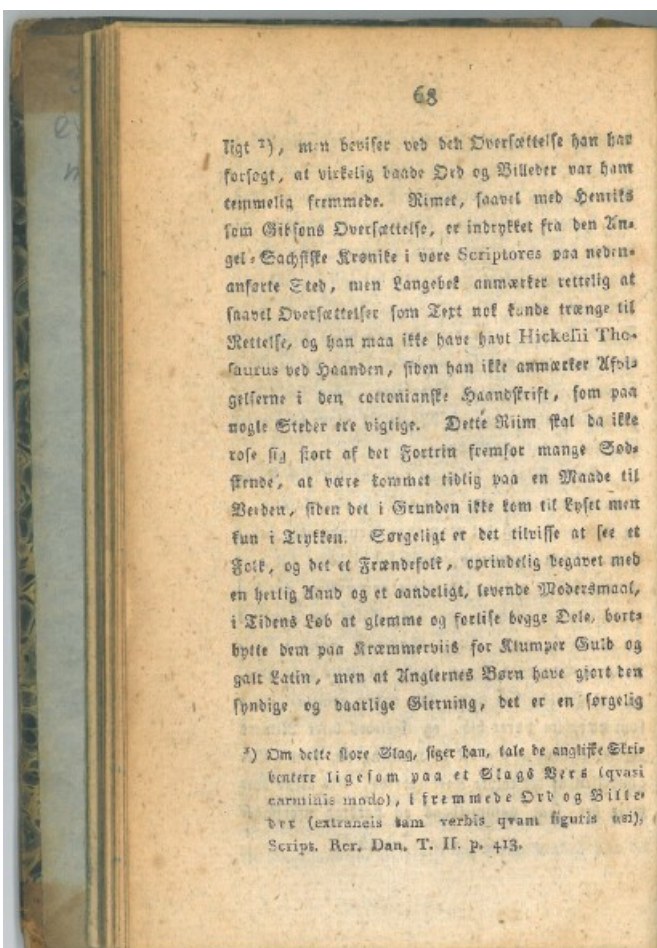 68
ligt ²), men beviser ved den Oversættelse han har
forsøgt, at virkelig baade Ord og Billeder var ham
temmelig fremmede. Rimet, saavel med Henriks
som Gibsons Oversættelse, er indrykket fra den An-
gel-Sachsiske Krønike i vore Scriptores paa neden-
anførte Sted, men Langebek anmærker rettelig at
saavel Oversættelser som Text nok kunde trænge til
Rettelse, og han maa ikke have havt Hickesii The-
saurus ved Haanden, siden han ikke anmærker Afvi-
gelserne i den cottonianske Haandskrift, som paa
nogle Steder ere vigtige. Dette Riim skal da ikke
rose sig stort af det Fortrin fremfor mange Sød-
skende, at være kommet tidlig paa en Maade til
Verden, siden det i Grunden ikke kom til Lyset men
kun i Trykken. Sørgeligt er det tilvisse at see et
Folk, og det et Frændefolk, oprindelig begavet med
en herlig Aand og et aandeligt, levende Modersmaal,
i Tidens Løb at glemme og forlise begge Dele, bort-
bytte dem paa Kræmmerviis for Klumper Guld og
galt Latin, men at Anglernes Børn have gjort den
syndige og daarlige Gierning, det er en sørgelig
²) Om dette store Slag, siger han, tale de angliske Skri-
bentere ligesom paa et Slags Vers (qvasi
carminis modo), i fremmede Ord og Bille-
der (extraneis tam verbis qvam figuris usi),
Script. Rer. Dan. T. II. p. 413.